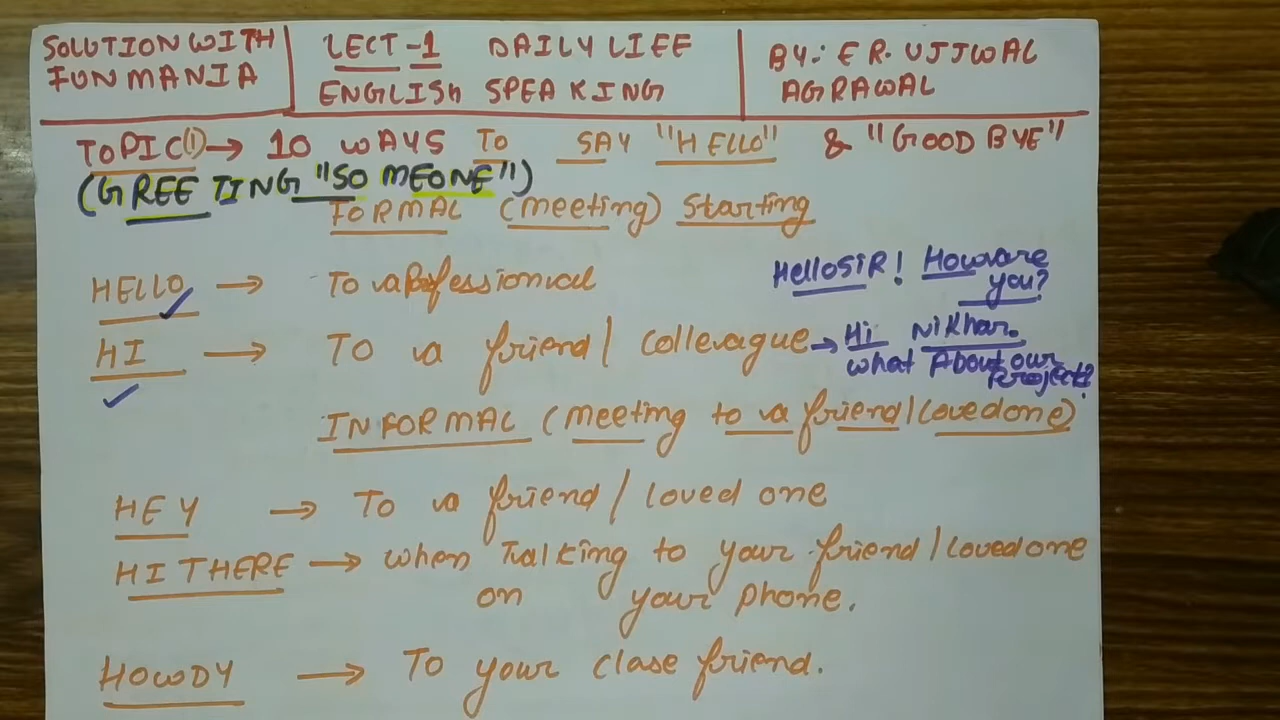 SOLUTION WITH
FUN MANIA
LECT-1 DAILY LIFE
ENGLISH SPEAKING
BY:- ER. UJJWAL
AGRAWAL
TOPIC(1)→ 10 WAYS TO SAY "HELLO" & "GOOD BYE"
(GREETING "SOMEONE")
FORMAL (meeting) Starting
HELLO → To a Professional
Hello SIR! How are
you?
HI → TO a friend/ colleague → Hi Nikhar.
what About our
Project?
INFORMAL (meeting to a friend/loved one)
HEY → To a friend/ loved one
HI THERE → when Talking to your friend/loved one
on your phone.
HOWDY → To your clase friend.